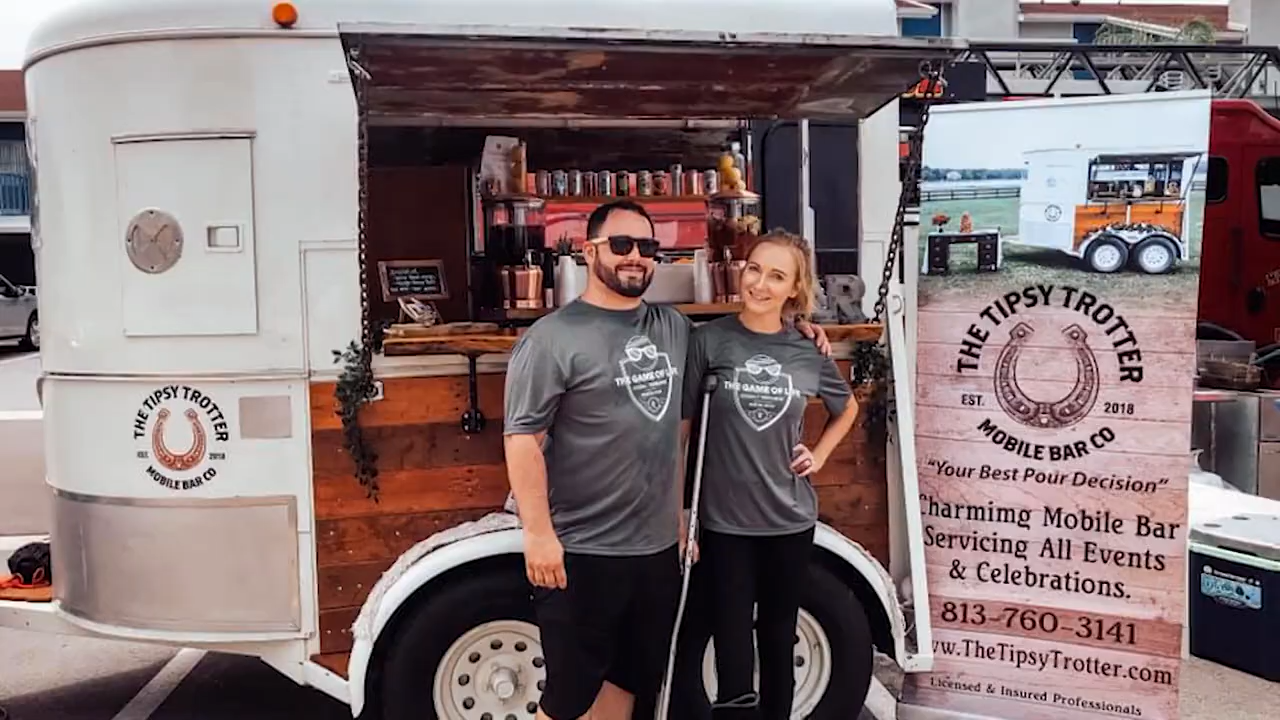 THE TIPSY TROTTER
EST. 2018
MOBILE BAR CO
THE GAME OF LIFE
THE GAME OF LIFE
THE TIPSY TROTTER
EST. 2018
MOBILE BAR CO
"Your Best Pour Decision"
Charmimg Mobile Bar
Servicing All Events
& Celebrations.
813-760-3141
www.TheTipsyTrotter.com
Licensed & Insured Professionals